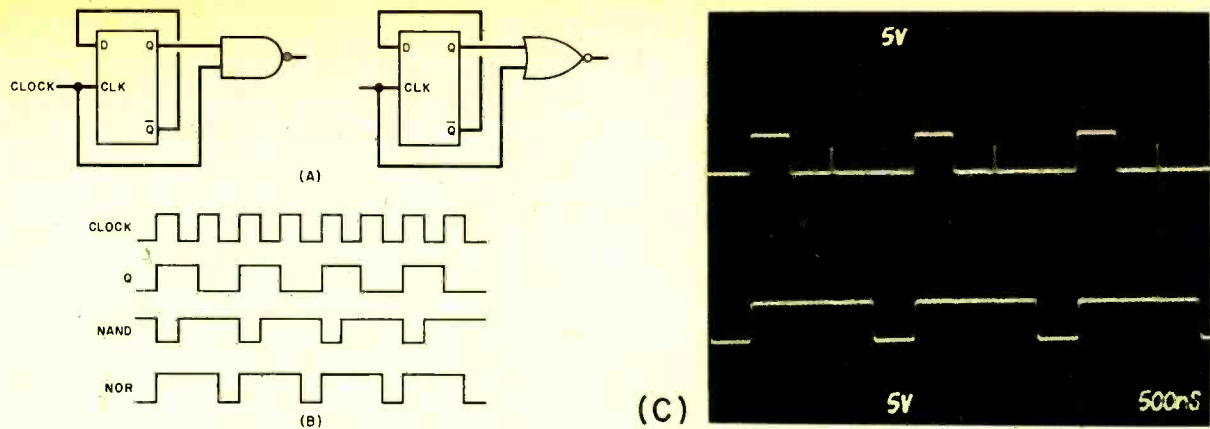 D Q
CLOCK CLK
Q̄
D Q
CLK
Q̄
(A)
CLOCK
Q
NAND
NOR
(B)
5V
5V 500nS
(C)